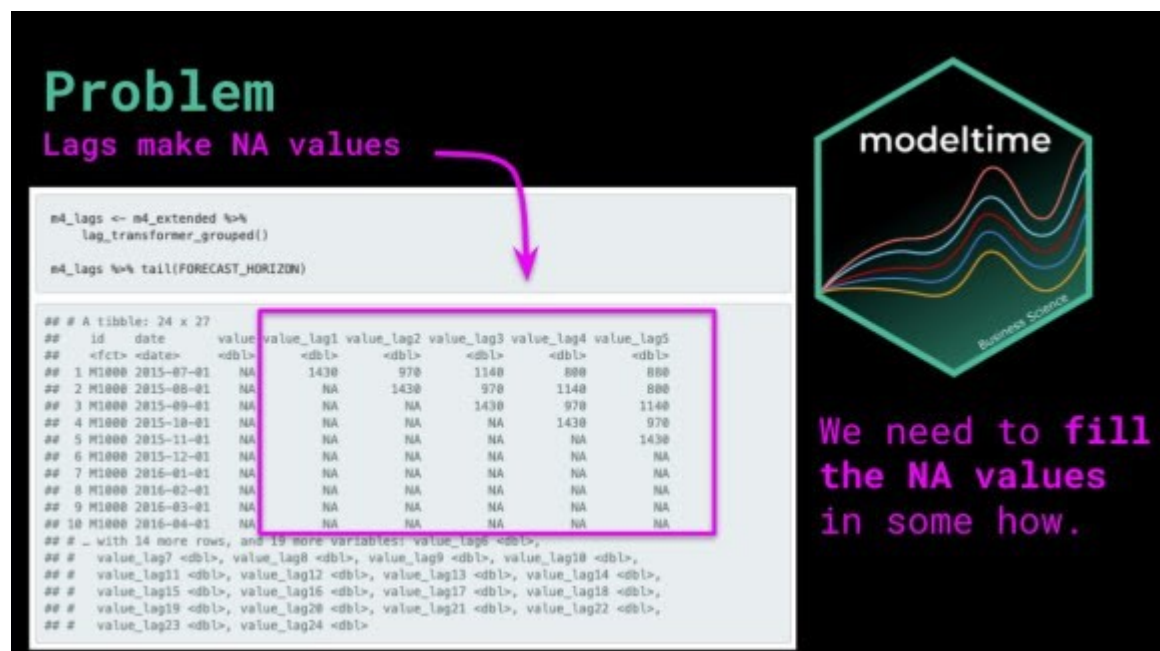 Problem
Lags make NA values
m4_lags <- m4_extended %>%
lag_transformer_grouped()
m4_lags %>% tail(FORECAST_HORIZON)
## # A tibble: 24 x 27
## id date value value_lag1 value_lag2 value_lag3 value_lag4 value_lag5
## <fct> <date> <dbl> <dbl> <dbl> <dbl> <dbl> <dbl>
## 1 M1000 2015-07-01 NA 1430 970 1140 800 880
## 2 M1000 2015-08-01 NA NA 1430 970 1140 800
## 3 M1000 2015-09-01 NA NA NA 1430 970 1140
## 4 M1000 2015-10-01 NA NA NA NA 1430 970
## 5 M1000 2015-11-01 NA NA NA NA NA 1430
## 6 M1000 2015-12-01 NA NA NA NA NA NA
## 7 M1000 2016-01-01 NA NA NA NA NA NA
## 8 M1000 2016-02-01 NA NA NA NA NA NA
## 9 M1000 2016-03-01 NA NA NA NA NA NA
## 10 M1000 2016-04-01 NA NA NA NA NA NA
## # … with 14 more rows, and 19 more variables: value_lag6 <dbl>,
## # value_lag7 <dbl>, value_lag8 <dbl>, value_lag9 <dbl>, value_lag10 <dbl>,
## # value_lag11 <dbl>, value_lag12 <dbl>, value_lag13 <dbl>, value_lag14 <dbl>,
## # value_lag15 <dbl>, value_lag16 <dbl>, value_lag17 <dbl>, value_lag18 <dbl>,
## # value_lag19 <dbl>, value_lag20 <dbl>, value_lag21 <dbl>, value_lag22 <dbl>,
## # value_lag23 <dbl>, value_lag24 <dbl>
modeltime
Business Science
We need to fill
the NA values
in some how.